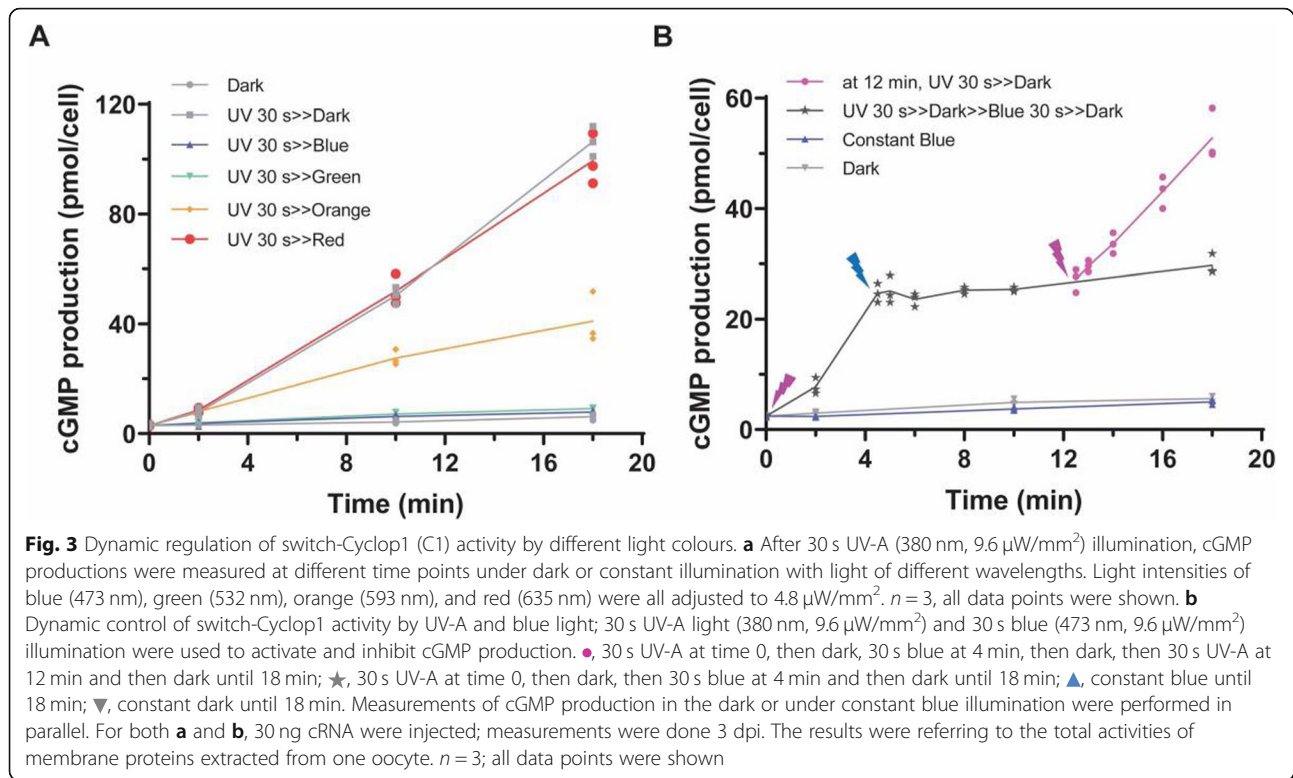 A
Dark
UV 30 s>>Dark
UV 30 s>>Blue
UV 30 s>>Green
UV 30 s>>Orange
UV 30 s>>Red
cGMP production (pmol/cell)
120
80
40
0
0 4 8 12 16 20
Time (min)
B
at 12 min, UV 30 s>>Dark
UV 30 s>>Dark>>Blue 30 s>>Dark
Constant Blue
Dark
cGMP production (pmol/cell)
60
40
20
0
0 4 8 12 16 20
Time (min)
Fig. 3 Dynamic regulation of switch-Cyclop1 (C1) activity by different light colours. a After 30 s UV-A (380 nm, 9.6 μW/mm²) illumination, cGMP
productions were measured at different time points under dark or constant illumination with light of different wavelengths. Light intensities of
blue (473 nm), green (532 nm), orange (593 nm), and red (635 nm) were all adjusted to 4.8 μW/mm². n = 3, all data points were shown. b
Dynamic control of switch-Cyclop1 activity by UV-A and blue light; 30 s UV-A light (380 nm, 9.6 μW/mm²) and 30 s blue (473 nm, 9.6 μW/mm²)
illumination were used to activate and inhibit cGMP production. ●, 30 s UV-A at time 0, then dark, 30 s blue at 4 min, then dark, then 30 s UV-A at
12 min and then dark until 18 min; ★, 30 s UV-A at time 0, then dark, then 30 s blue at 4 min and then dark until 18 min; ▲, constant blue until
18 min; ▼, constant dark until 18 min. Measurements of cGMP production in the dark or under constant blue illumination were performed in
parallel. For both a and b, 30 ng cRNA were injected; measurements were done 3 dpi. The results were referring to the total activities of
membrane proteins extracted from one oocyte. n = 3; all data points were shown